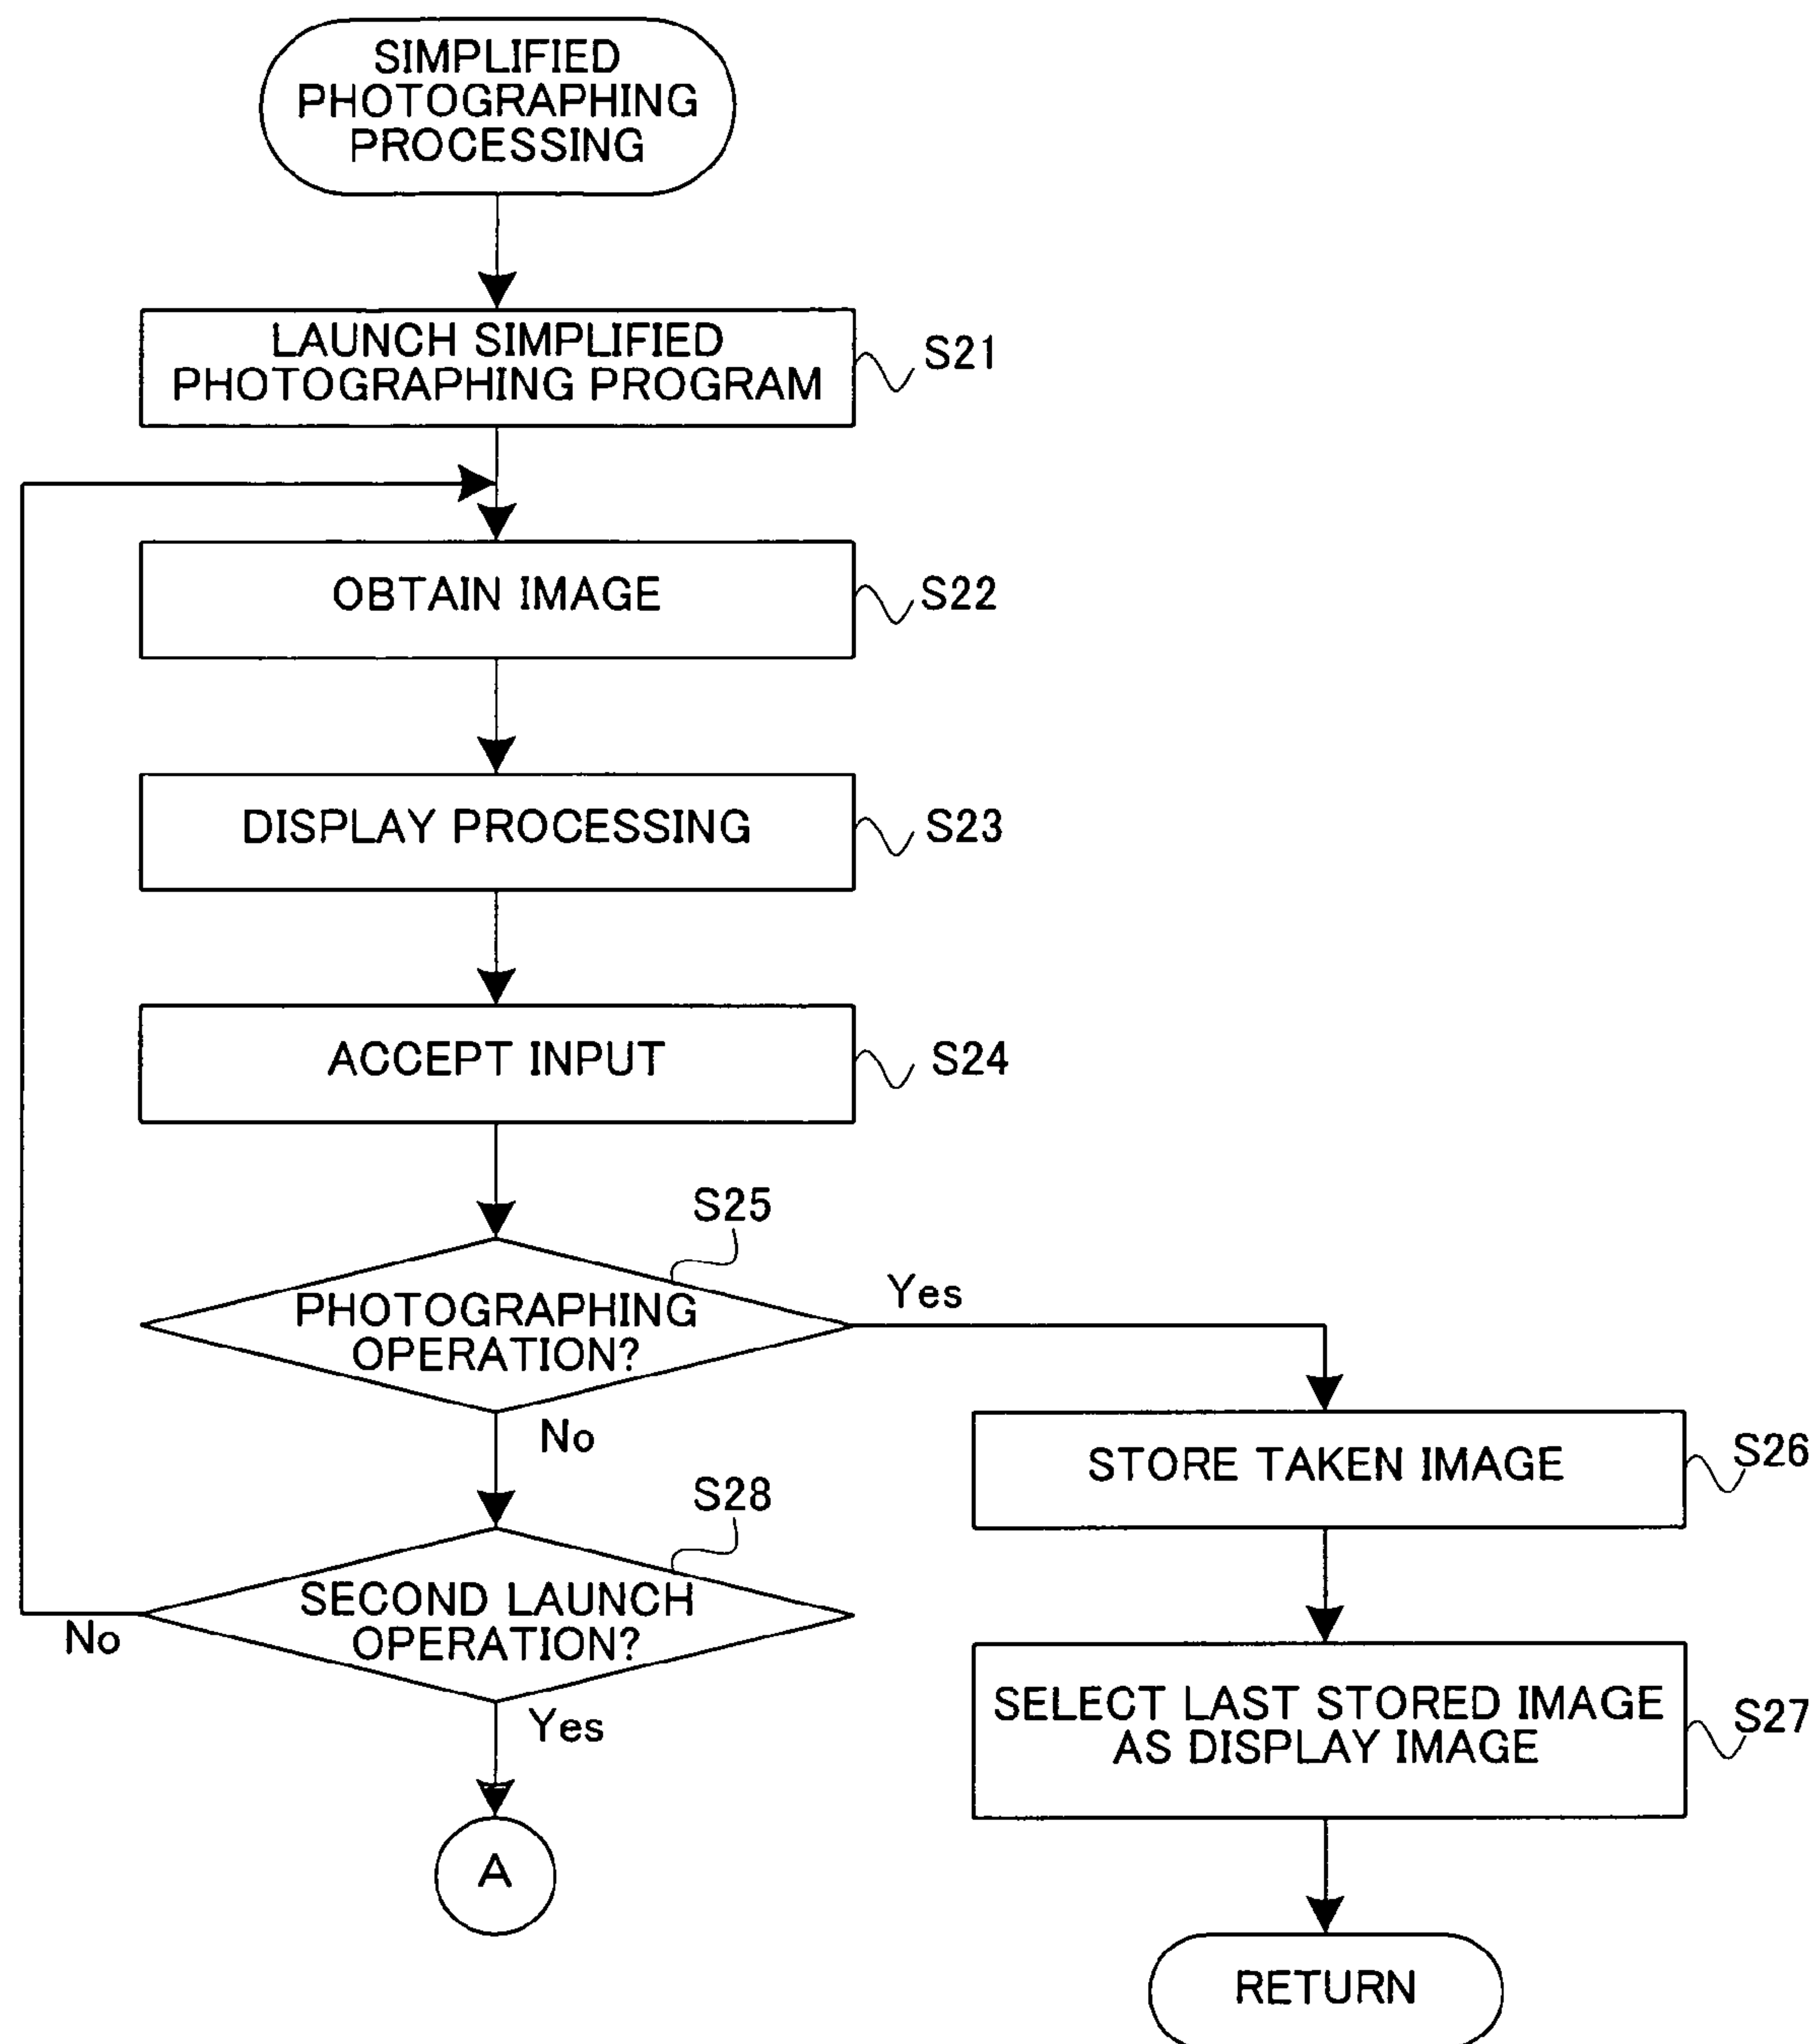 SIMPLIFIED
PHOTOGRAPHING
PROCESSING
LAUNCH SIMPLIFIED
PHOTOGRAPHING PROGRAM
S21
OBTAIN IMAGE
S22
DISPLAY PROCESSING
S23
ACCEPT INPUT
S24
S25
PHOTOGRAPHING
OPERATION?
Yes
No
STORE TAKEN IMAGE
S26
S28
SECOND LAUNCH
OPERATION?
No
Yes
SELECT LAST STORED IMAGE
AS DISPLAY IMAGE
S27
A
RETURN